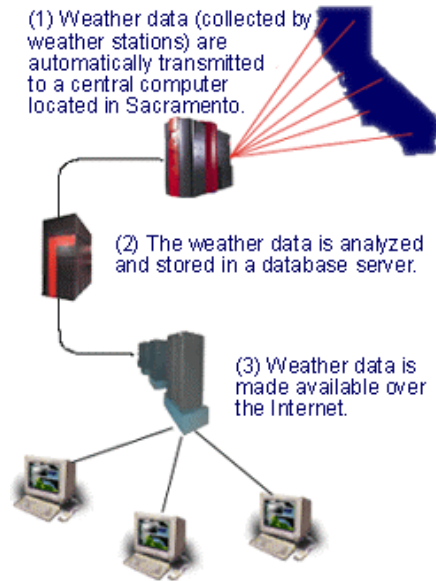 (1) Weather data (collected by
weather stations) are
automatically transmitted
to a central computer
located in Sacramento.
(2) The weather data is analyzed
and stored in a database server.
(3) Weather data is
made available over
the Internet.